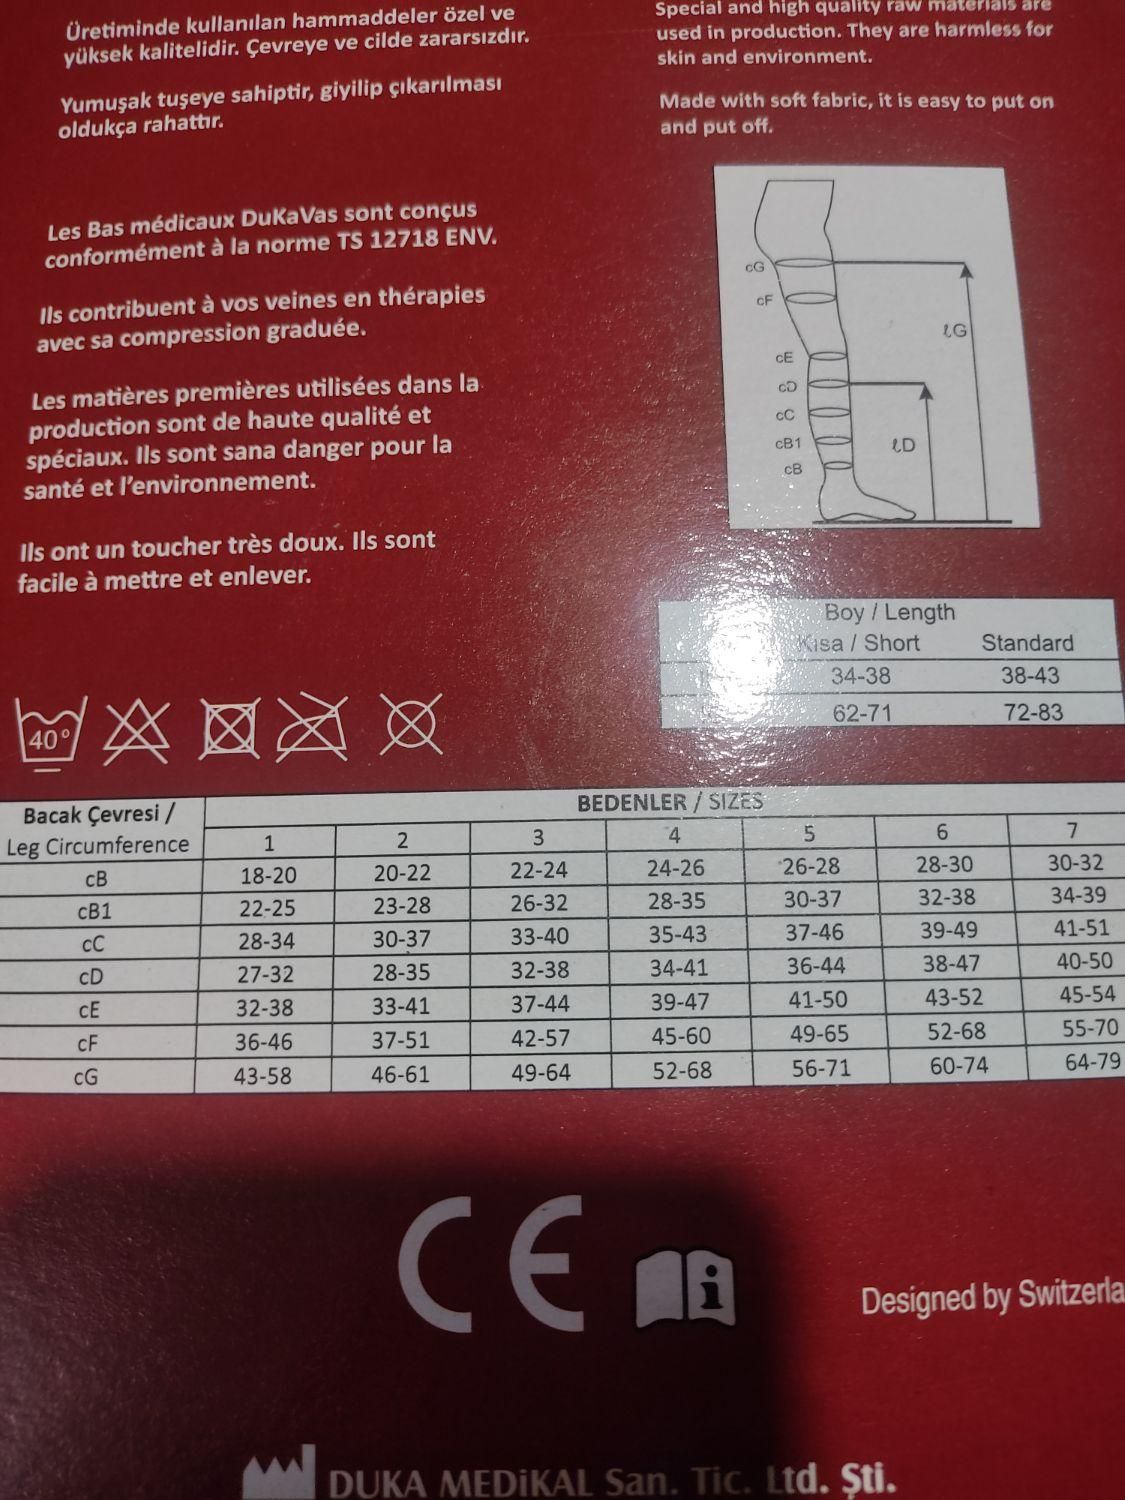 Üretiminde kullanılan hammaddeler özel ve
yüksek kalitelidir. Çevreye ve cilde zararsızdır.
Yumuşak tuşeye sahiptir, giyilip çıkarılması
oldukça rahattır.
Les Bas médicaux DuKaVas sont conçus
conformément à la norme TS 12718 ENV.
Ils contribuent à vos veines en thérapies
avec sa compression graduée.
Les matières premières utilisées dans la
production sont de haute qualité et
spéciaux. Ils sont sana danger pour la
santé et l'environnement.
Ils ont un toucher très doux. Ils sont
facile à mettre et enlever.
Special and high quality raw materials are
used in production. They are harmless for
skin and environment.
Made with soft fabric, it is easy to put on
and put off.
cG
cF
cE
cD
cC
cB1
cB
ℓG
ℓD
Boy / Length
Kısa / Short Standard
34-38 38-43
62-71 72-83
40°
Bacak Çevresi /
Leg Circumference
BEDENLER / SIZES
1 2 3 4 5 6 7
cB 18-20 20-22 22-24 24-26 26-28 28-30 30-32
cB1 22-25 23-28 26-32 28-35 30-37 32-38 34-39
cC 28-34 30-37 33-40 35-43 37-46 39-49 41-51
cD 27-32 28-35 32-38 34-41 36-44 38-47 40-50
cE 32-38 33-41 37-44 39-47 41-50 43-52 45-54
cF 36-46 37-51 42-57 45-60 49-65 52-68 55-70
cG 43-58 46-61 49-64 52-68 56-71 60-74 64-79
CE
i
Designed by Switzerla
DUKA MEDİKAL San. Tic. Ltd. Şti.